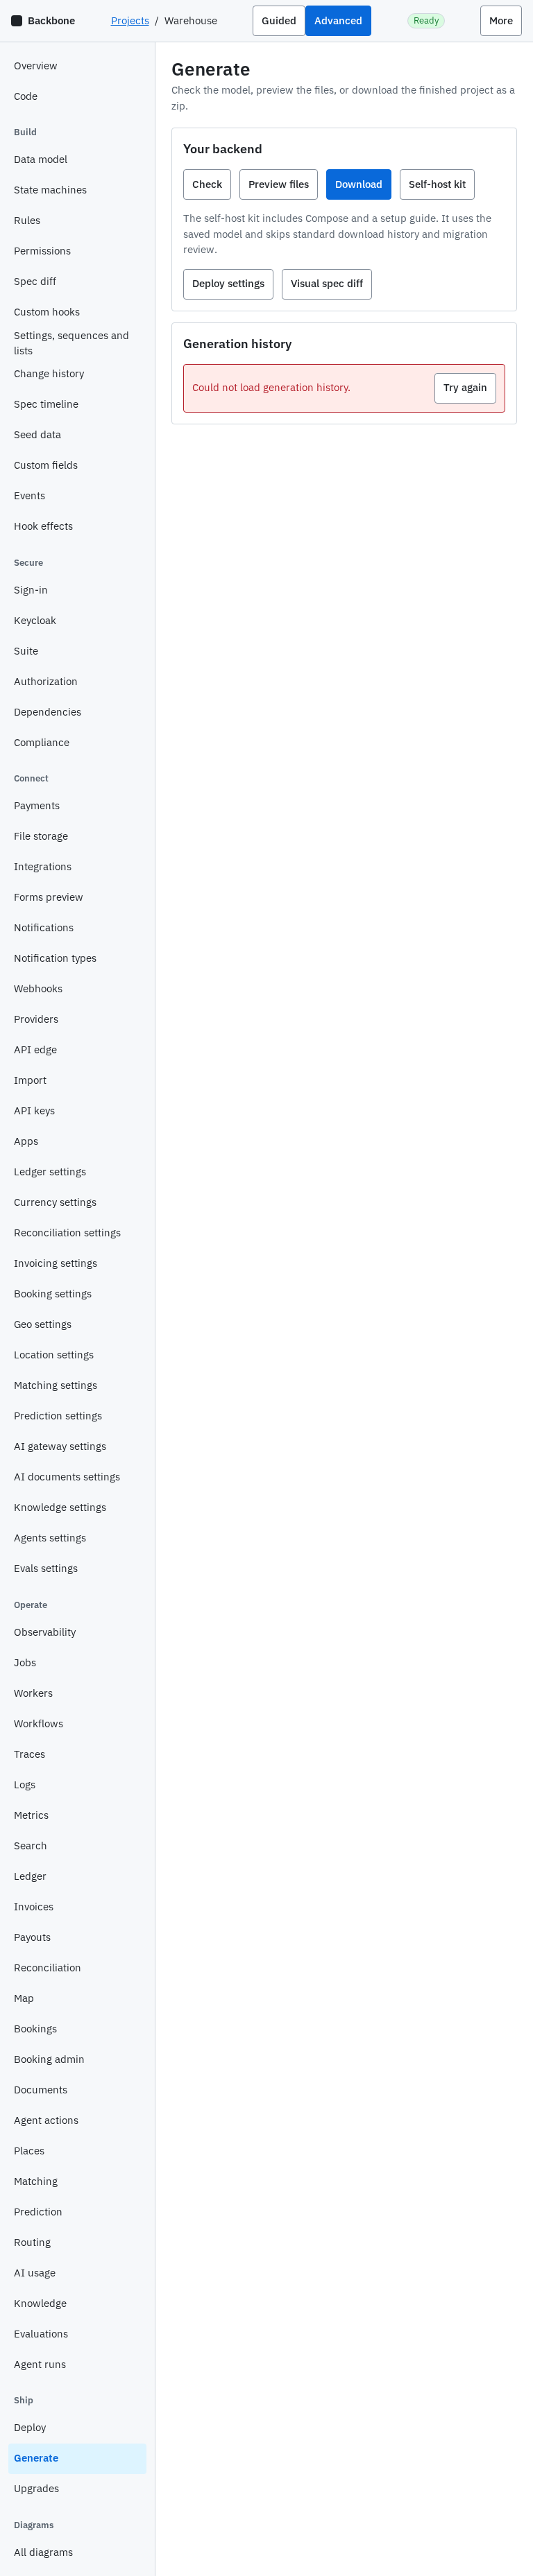 Backbone
Projects / Warehouse
Guided
Advanced
Ready
More
Overview
Code
Build
Data model
State machines
Rules
Permissions
Spec diff
Custom hooks
Settings, sequences and
lists
Change history
Spec timeline
Seed data
Custom fields
Events
Hook effects
Secure
Sign-in
Keycloak
Suite
Authorization
Dependencies
Compliance
Connect
Payments
File storage
Integrations
Forms preview
Notifications
Notification types
Webhooks
Providers
API edge
Import
API keys
Apps
Ledger settings
Currency settings
Reconciliation settings
Invoicing settings
Booking settings
Geo settings
Location settings
Matching settings
Prediction settings
AI gateway settings
AI documents settings
Knowledge settings
Agents settings
Evals settings
Operate
Observability
Jobs
Workers
Workflows
Traces
Logs
Metrics
Search
Ledger
Invoices
Payouts
Reconciliation
Map
Bookings
Booking admin
Documents
Agent actions
Places
Matching
Prediction
Routing
AI usage
Knowledge
Evaluations
Agent runs
Ship
Deploy
Generate
Upgrades
Diagrams
All diagrams
Generate
Check the model, preview the files, or download the finished project as a
zip.
Your backend
Check
Preview files
Download
Self-host kit
The self-host kit includes Compose and a setup guide. It uses the
saved model and skips standard download history and migration
review.
Deploy settings
Visual spec diff
Generation history
Could not load generation history.
Try again